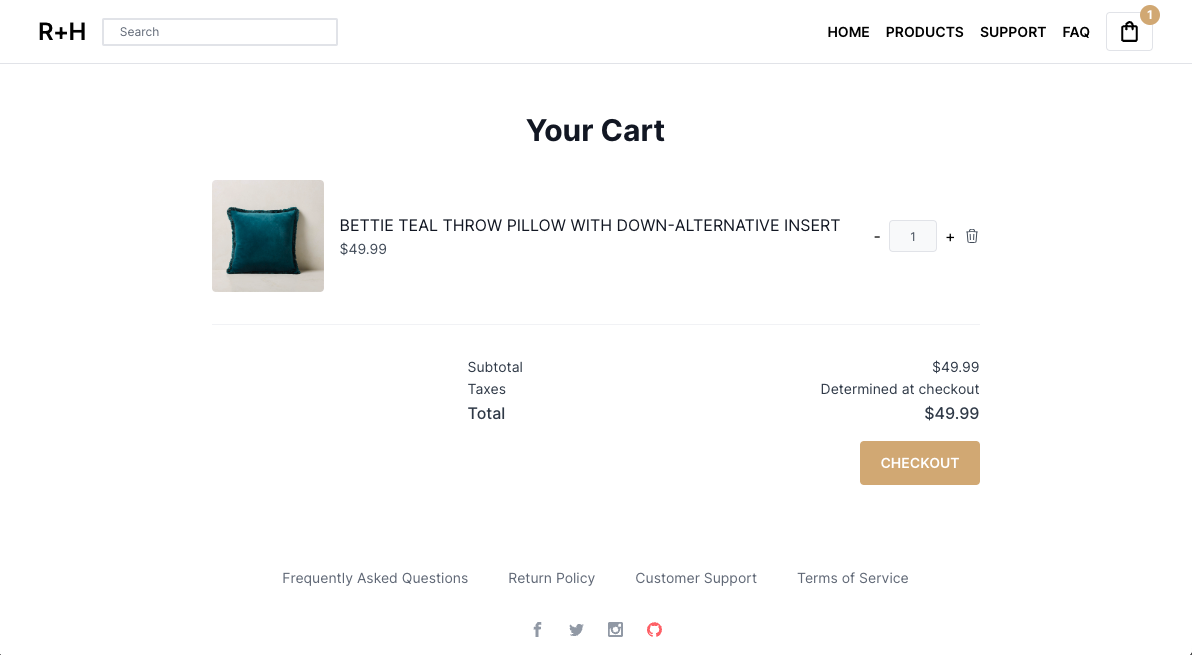 R+H Search HOME PRODUCTS SUPPORT FAQ 1
Your Cart
BETTIE TEAL THROW PILLOW WITH DOWN-ALTERNATIVE INSERT
$49.99
- 1 +
Subtotal $49.99
Taxes Determined at checkout
Total $49.99
CHECKOUT
Frequently Asked Questions Return Policy Customer Support Terms of Service